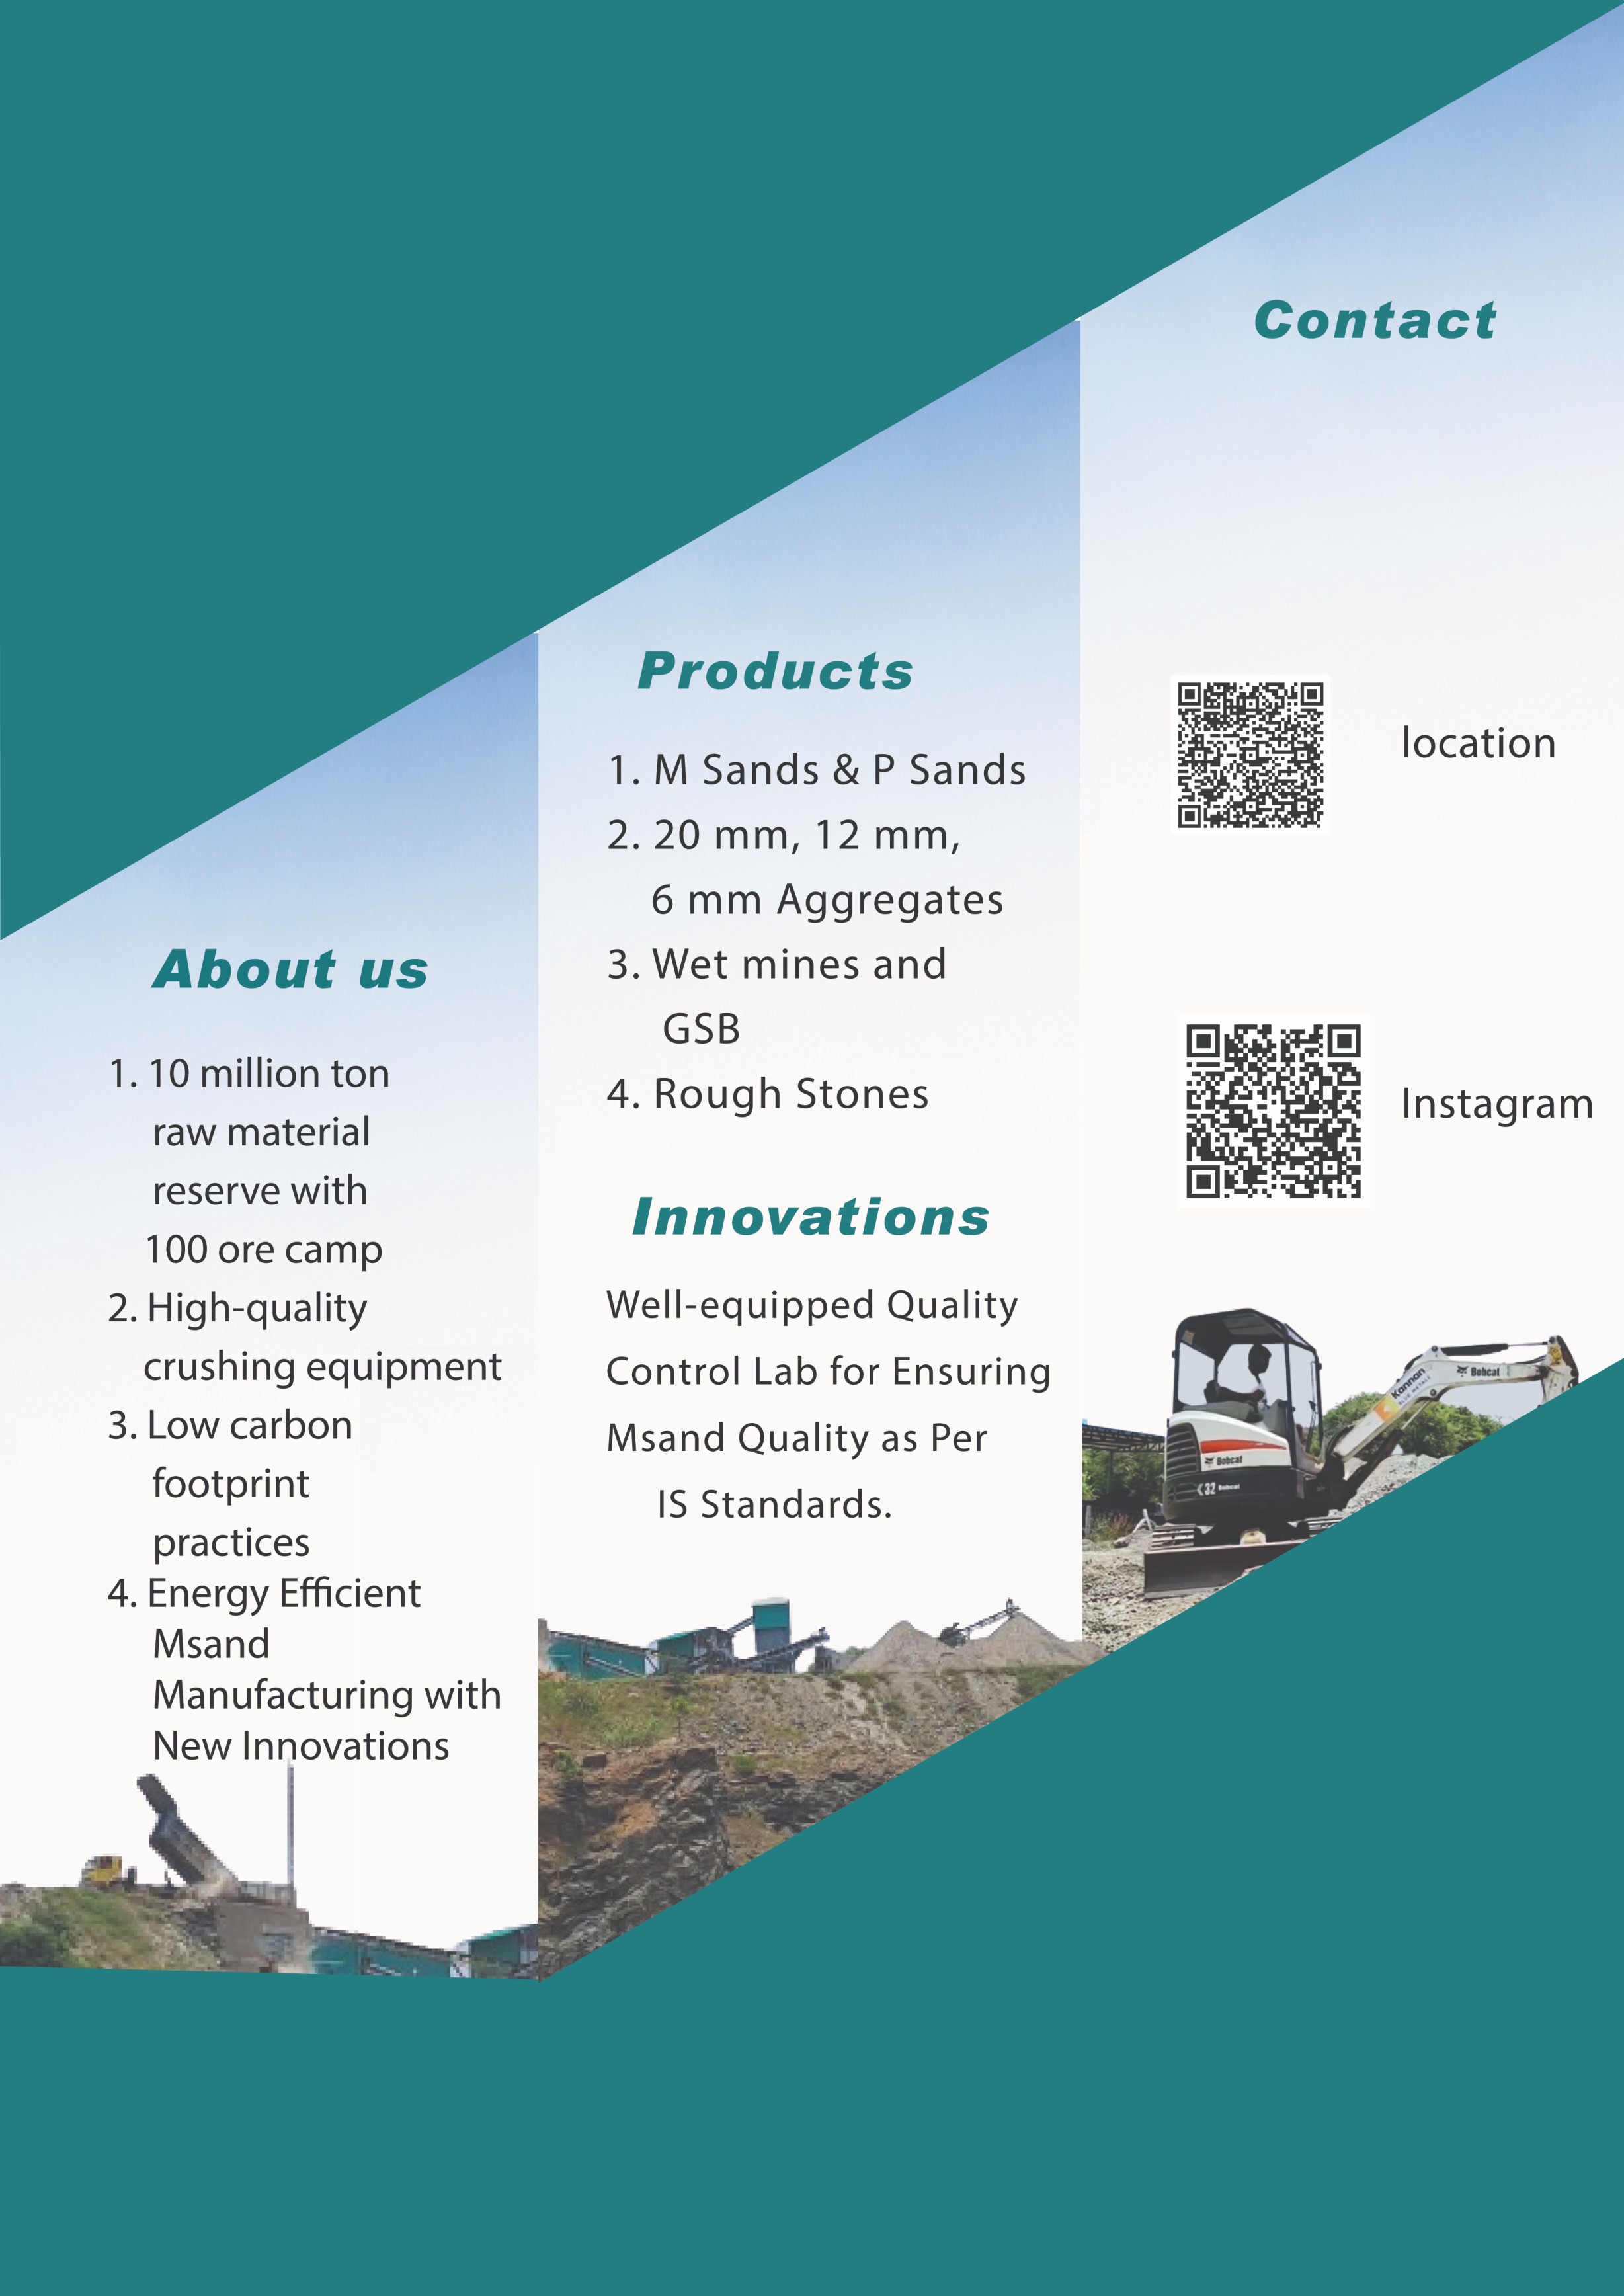 About us
1. 10 million ton
raw material
reserve with
100 ore camp
2. High-quality
crushing equipment
3. Low carbon
footprint
practices
4. Energy Efficient
Msand
Manufacturing with
New Innovations
Products
1. M Sands & P Sands
2. 20 mm, 12 mm,
6 mm Aggregates
3. Wet mines and
GSB
4. Rough Stones
Innovations
Well-equipped Quality
Control Lab for Ensuring
Msand Quality as Per
IS Standards.
Contact
location
Instagram
Kannan
BLUE METALS
Bobcat
Bobcat
32 Bobcat